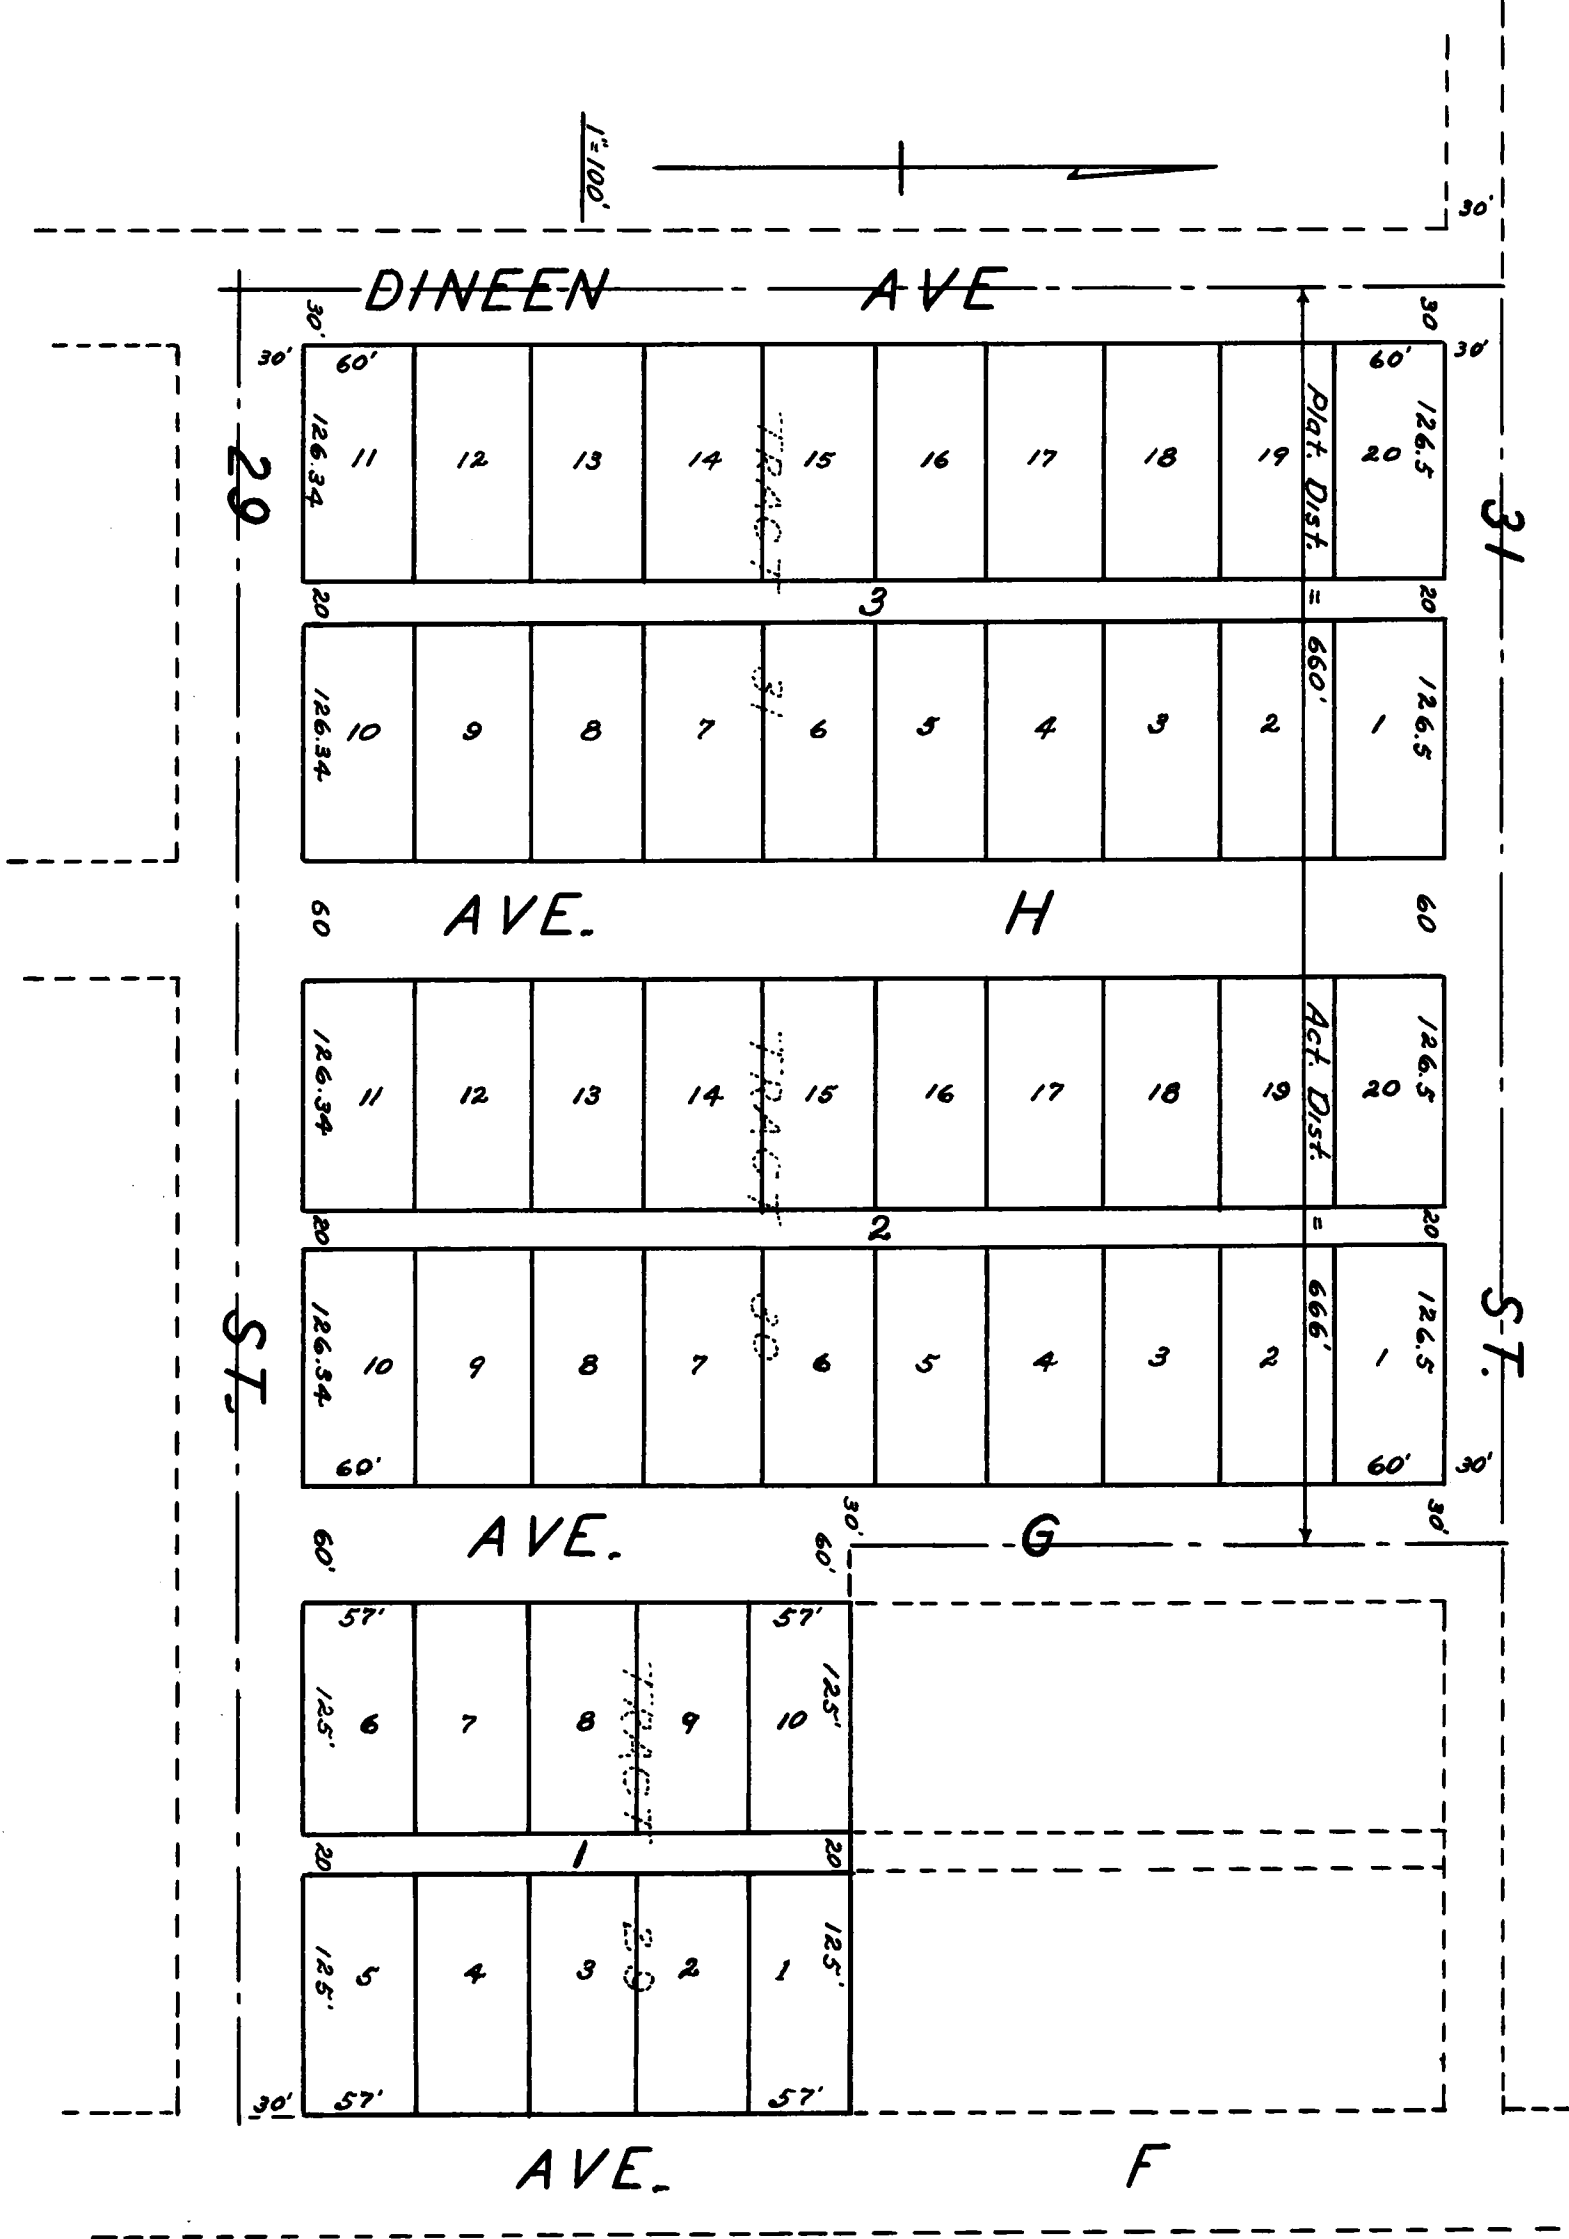 1"=100'
30'
DINEEN AVE
30' 30
30' 60' 60' 30'
126.34 11 12 13 14 15 16 17 18 19 20 126.5
TRACT
Plat. Dist. = 660'
29 ST.
31 ST.
20 3 20
126.34 10 9 8 7 6 5 4 3 2 1 126.5
60 AVE. H 60
126.34 11 12 13 14 15 16 17 18 19 20 126.5
TRACT
Act. Dist. = 666'
20 2 20
126.34 10 9 8 7 6 5 4 3 2 1 126.5
60' 60' 30'
30' 30'
60' AVE. 60' G
57' 57'
125' 6 7 8 9 10 125'
TRACT
20 1 20
125' 5 4 3 2 1 125'
30' 57' 57'
AVE. F